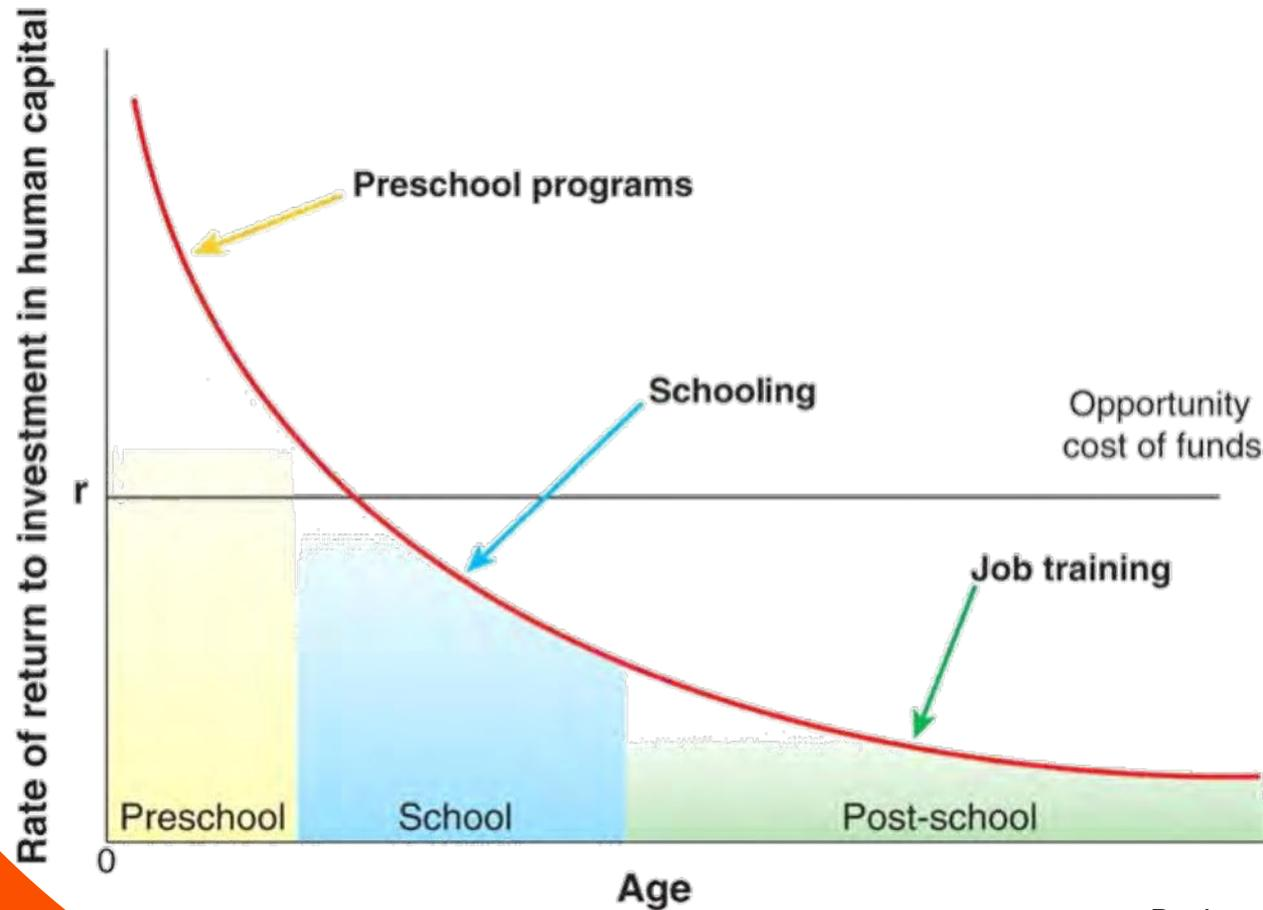 Rate of return to investment in human capital
Preschool programs
Schooling
Opportunity
cost of funds
r
Job training
Preschool
School
Post-school
0
Age